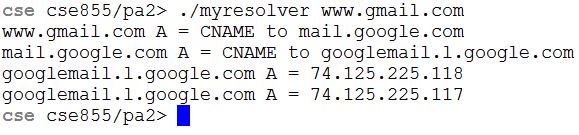 cse cse855/pa2> ./myresolver www.gmail.com
www.gmail.com A = CNAME to mail.google.com
mail.google.com A = CNAME to googlemail.l.google.com
googlemail.l.google.com A = 74.125.225.118
googlemail.l.google.com A = 74.125.225.117
cse cse855/pa2>